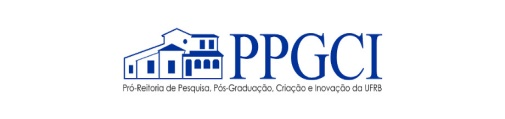 PPGCI
Pró-Reitoria de Pesquisa, Pós-Graduação, Criação e Inovação da UFRB